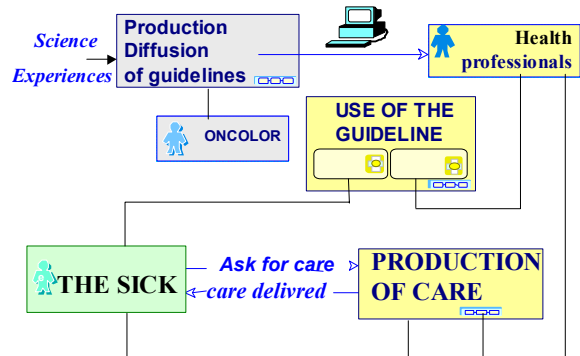 Science
Experiences
Production
Diffusion
of guidelines
Health
professionals
ONCOLOR
USE OF THE
GUIDELINE
THE SICK
Ask for care
care delivred
PRODUCTION
OF CARE